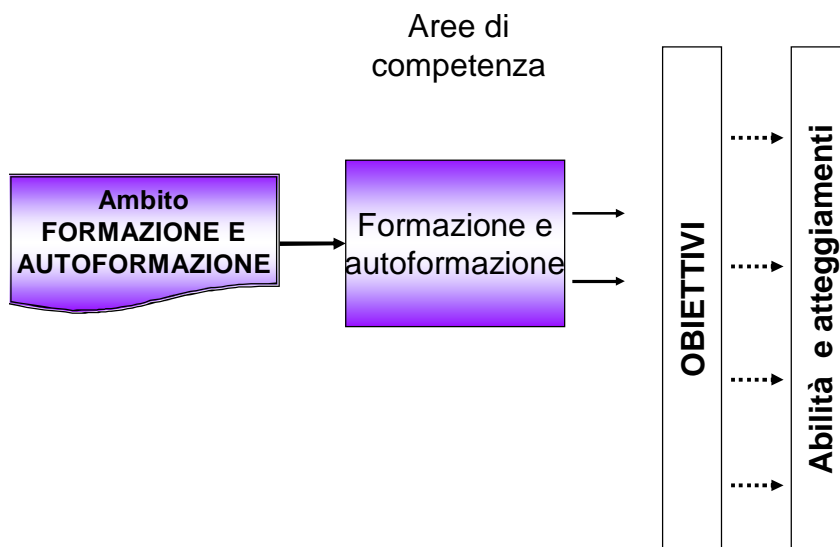 Aree di
competenza
Ambito
FORMAZIONE E
AUTOFORMAZIONE
Formazione e
autoformazione
OBIETTIVI
Abilità e atteggiamenti